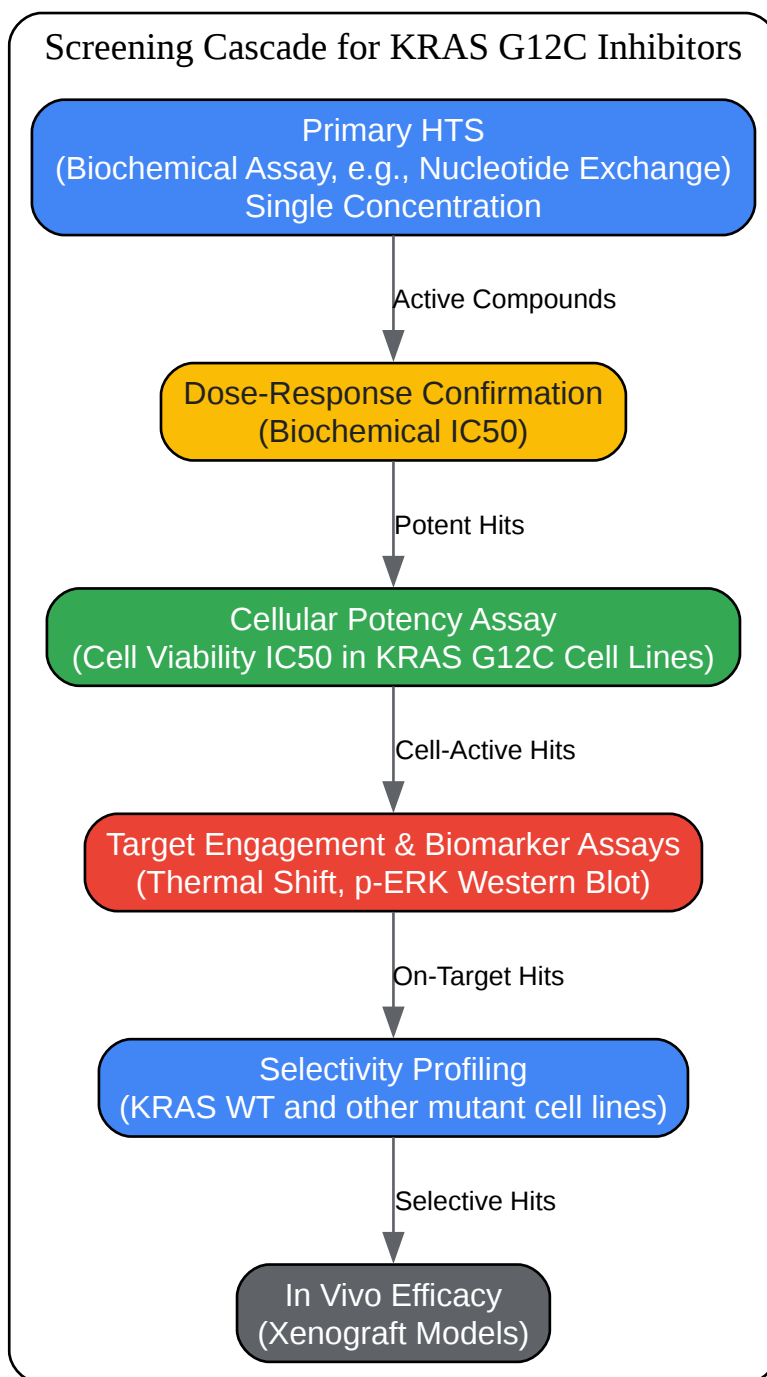 Screening Cascade for KRAS G12C Inhibitors
Primary HTS
(Biochemical Assay, e.g., Nucleotide Exchange)
Single Concentration
Active Compounds
Dose-Response Confirmation
(Biochemical IC50)
Potent Hits
Cellular Potency Assay
(Cell Viability IC50 in KRAS G12C Cell Lines)
Cell-Active Hits
Target Engagement & Biomarker Assays
(Thermal Shift, p-ERK Western Blot)
On-Target Hits
Selectivity Profiling
(KRAS WT and other mutant cell lines)
Selective Hits
In Vivo Efficacy
(Xenograft Models)